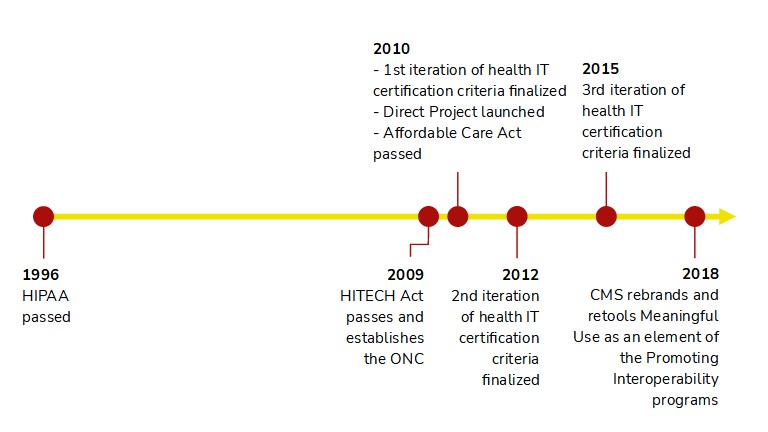 2010
- 1st iteration of health IT
certification criteria finalized
- Direct Project launched
- Affordable Care Act
passed
2015
3rd iteration of
health IT
certification
criteria finalized
1996
HIPAA
passed
2009
HITECH Act
passes and
establishes
the ONC
2012
2nd iteration
of health IT
certification
criteria
finalized
2018
CMS rebrands and
retools Meaningful
Use as an element of
the Promoting
Interoperability
programs